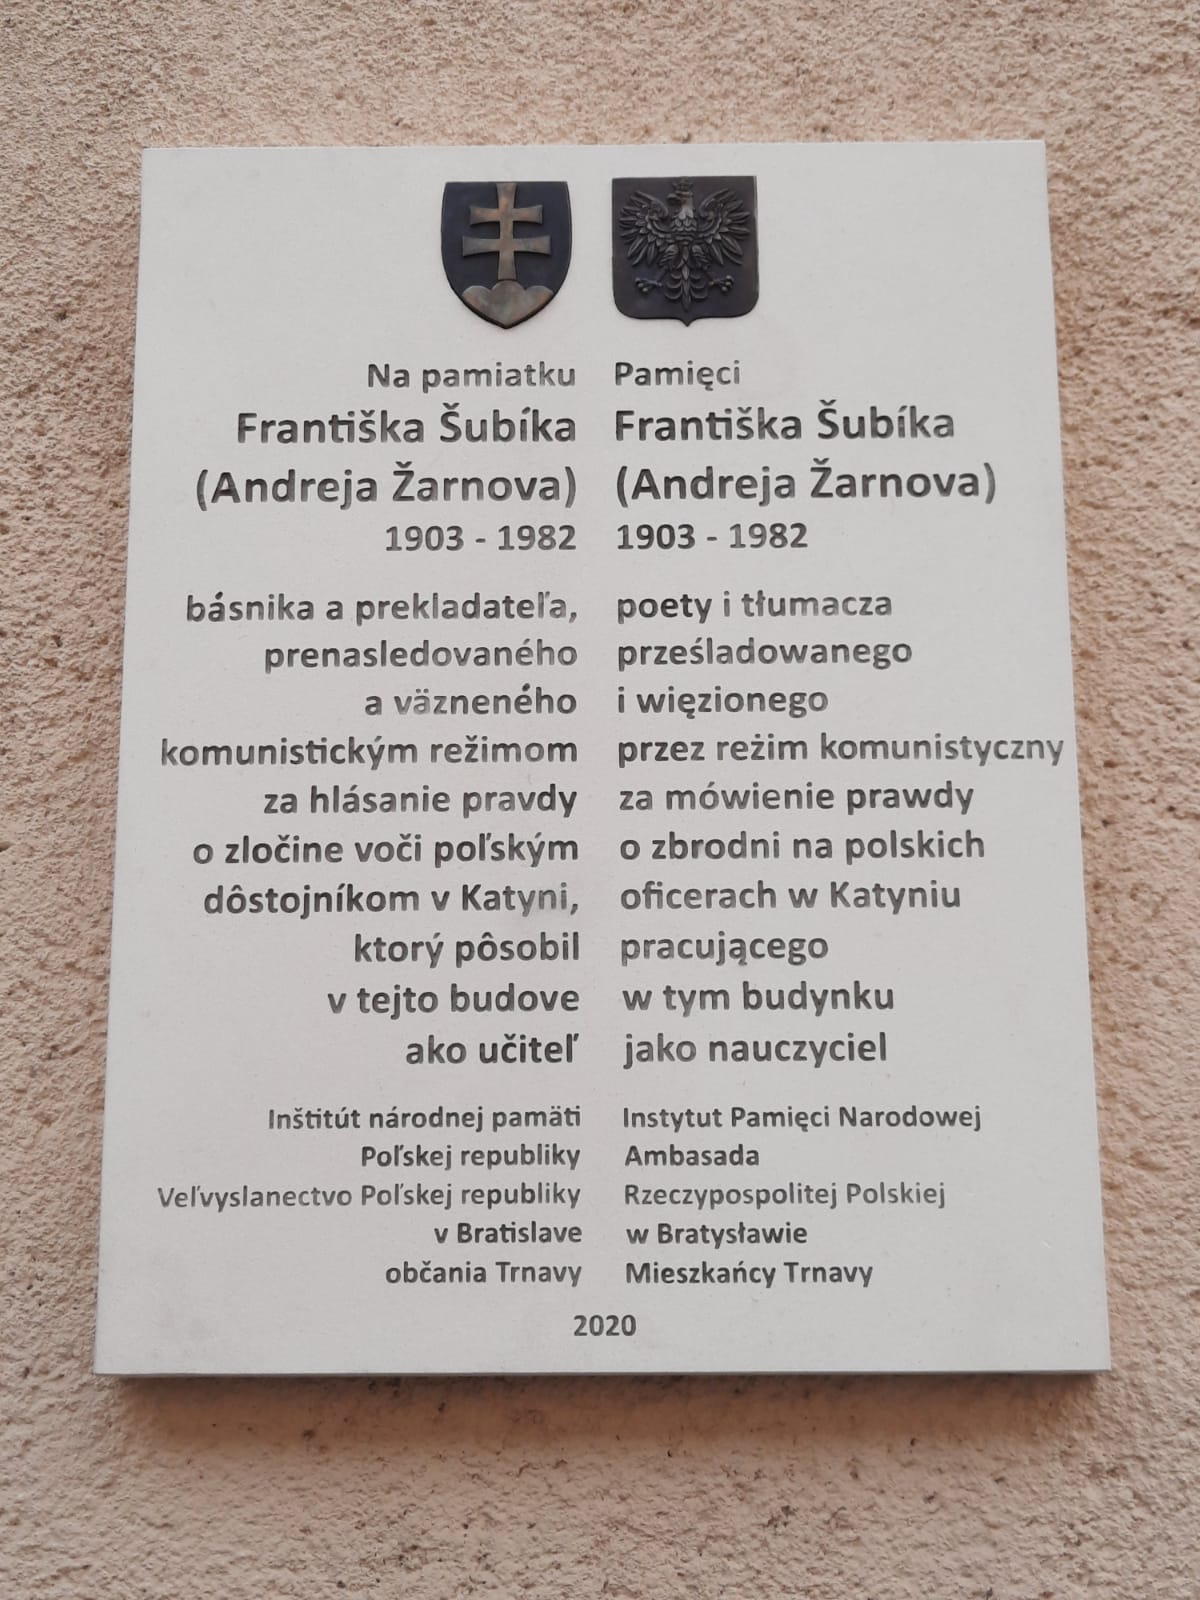 Na pamiatku
Františka Šubíka
(Andreja Žarnova)
1903 - 1982
básnika a prekladateľa,
prenasledovaného
a väzneného
komunistickým režimom
za hlásanie pravdy
o zločine voči poľským
dôstojníkom v Katyni,
ktorý pôsobil
v tejto budove
ako učiteľ
Inštitút národnej pamäti
Poľskej republiky
Veľvyslanectvo Poľskej republiky
v Bratislave
občania Trnavy
Pamięci
Františka Šubíka
(Andreja Žarnova)
1903 - 1982
poety i tłumacza
prześladowanego
i więzionego
przez reżim komunistyczny
za mówienie prawdy
o zbrodni na polskich
oficerach w Katyniu
pracującego
w tym budynku
jako nauczyciel
Instytut Pamięci Narodowej
Ambasada
Rzeczypospolitej Polskiej
w Bratysławie
Mieszkańcy Trnavy
2020